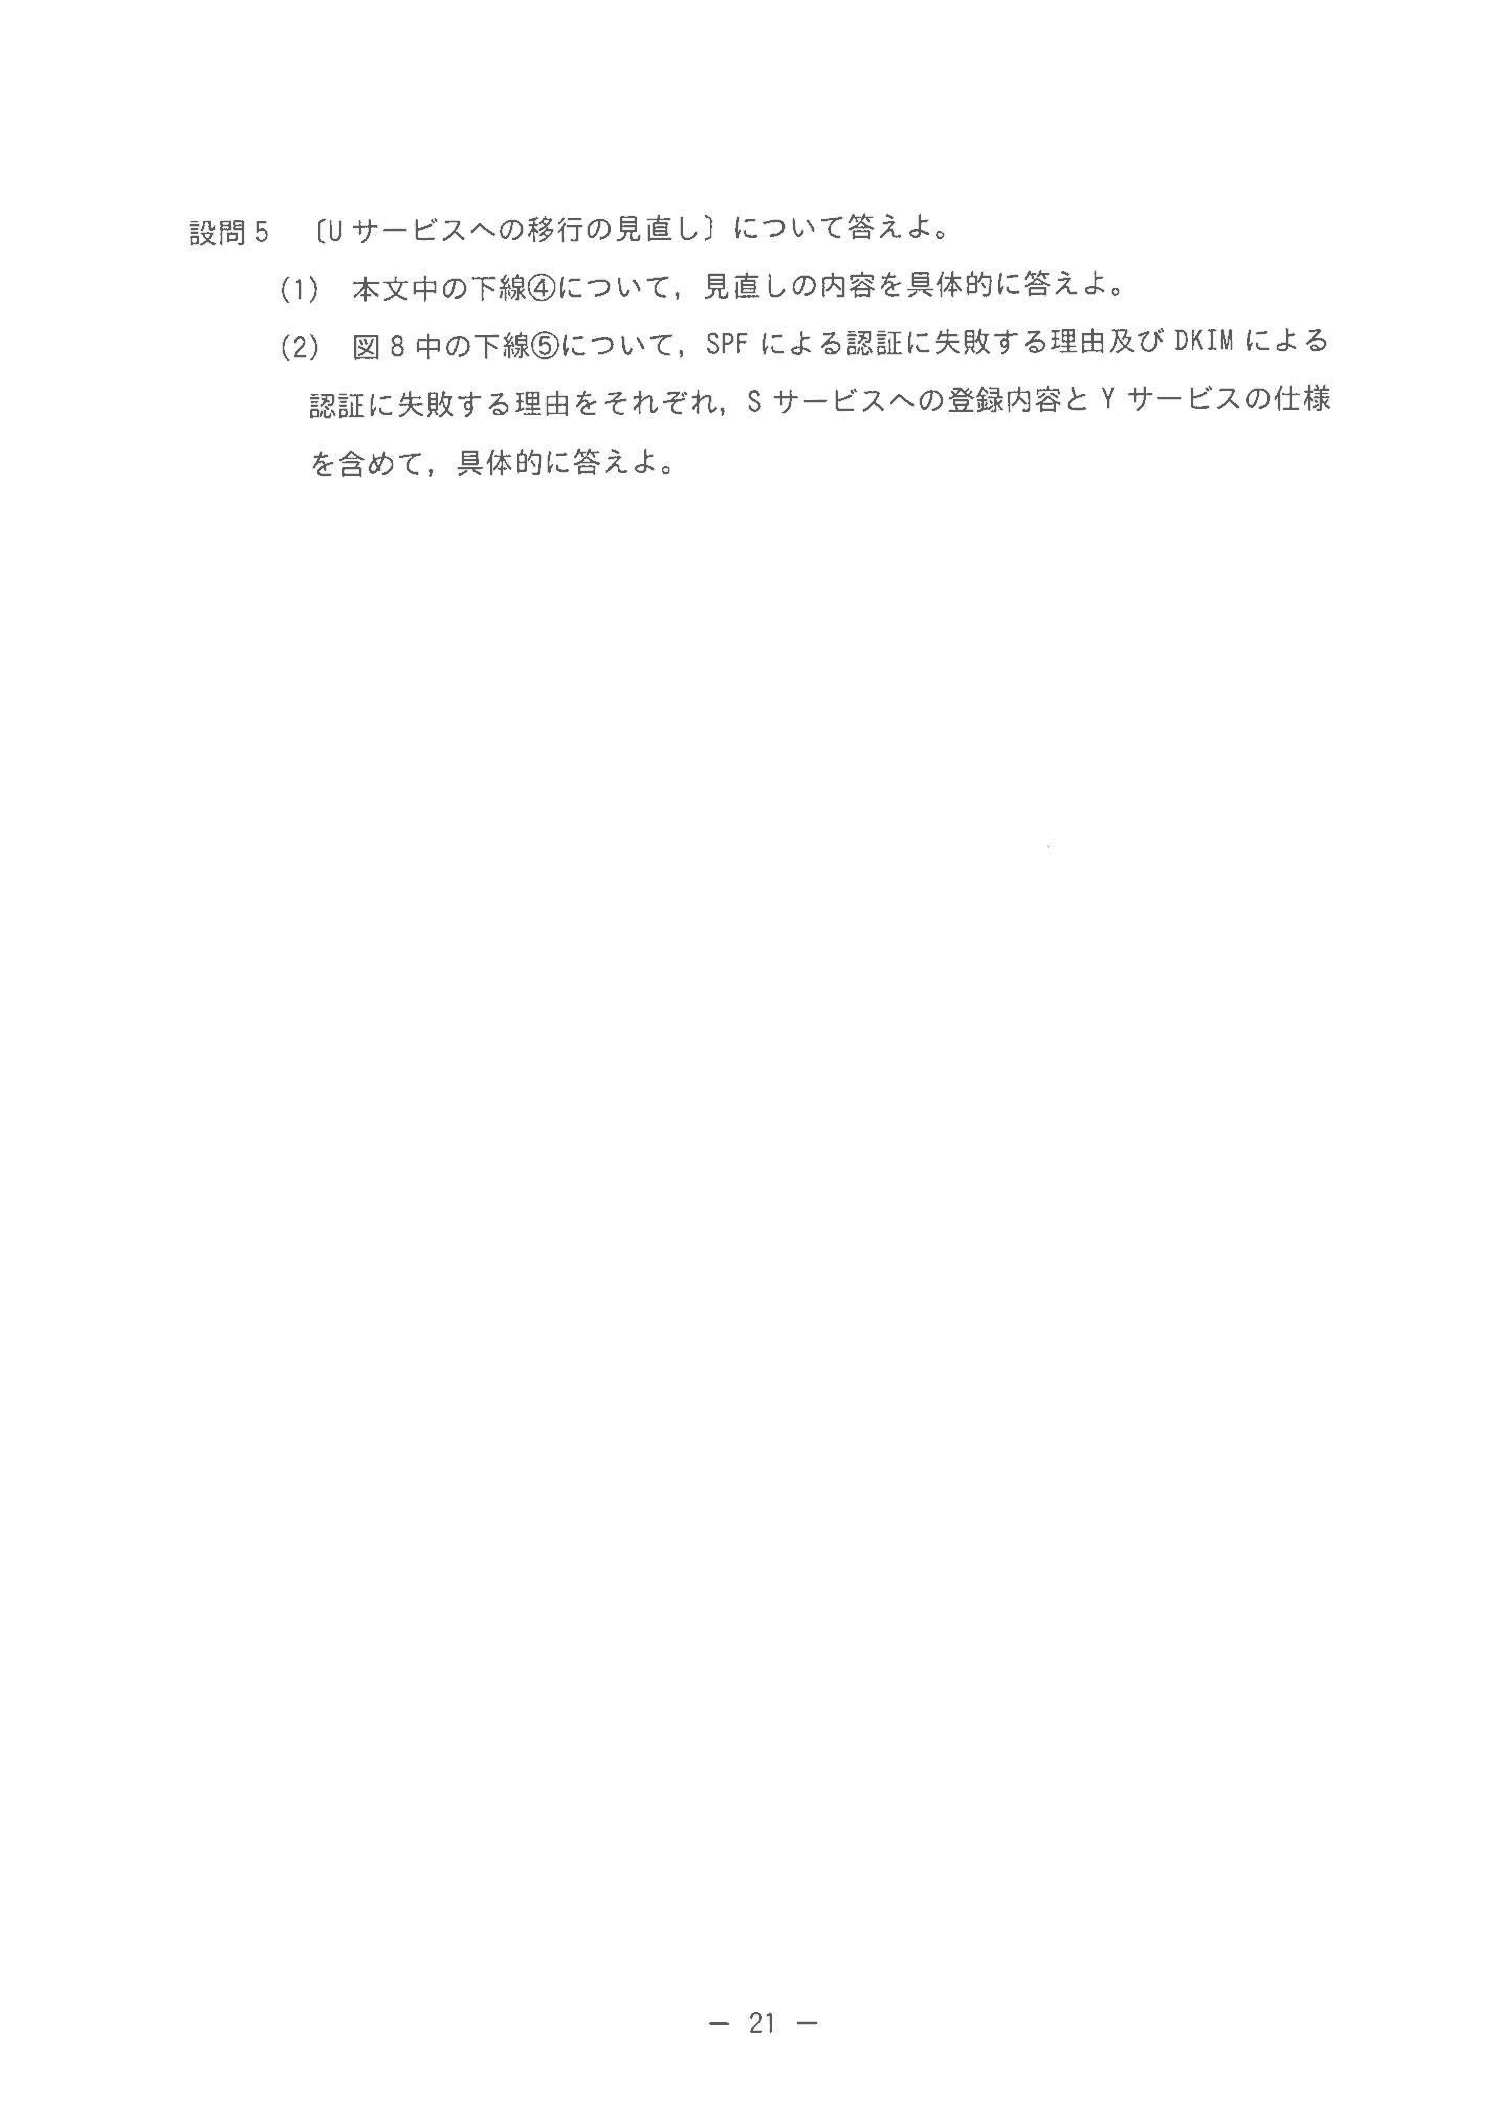 設問5 〔Uサービスへの移行の見直し〕について答えよ。
(1) 本文中の下線④について，見直しの内容を具体的に答えよ。
(2) 図8中の下線⑤について，SPFによる認証に失敗する理由及びDKIMによる
認証に失敗する理由をそれぞれ，Sサービスへの登録内容とYサービスの仕様
を含めて，具体的に答えよ。
－ 21 －